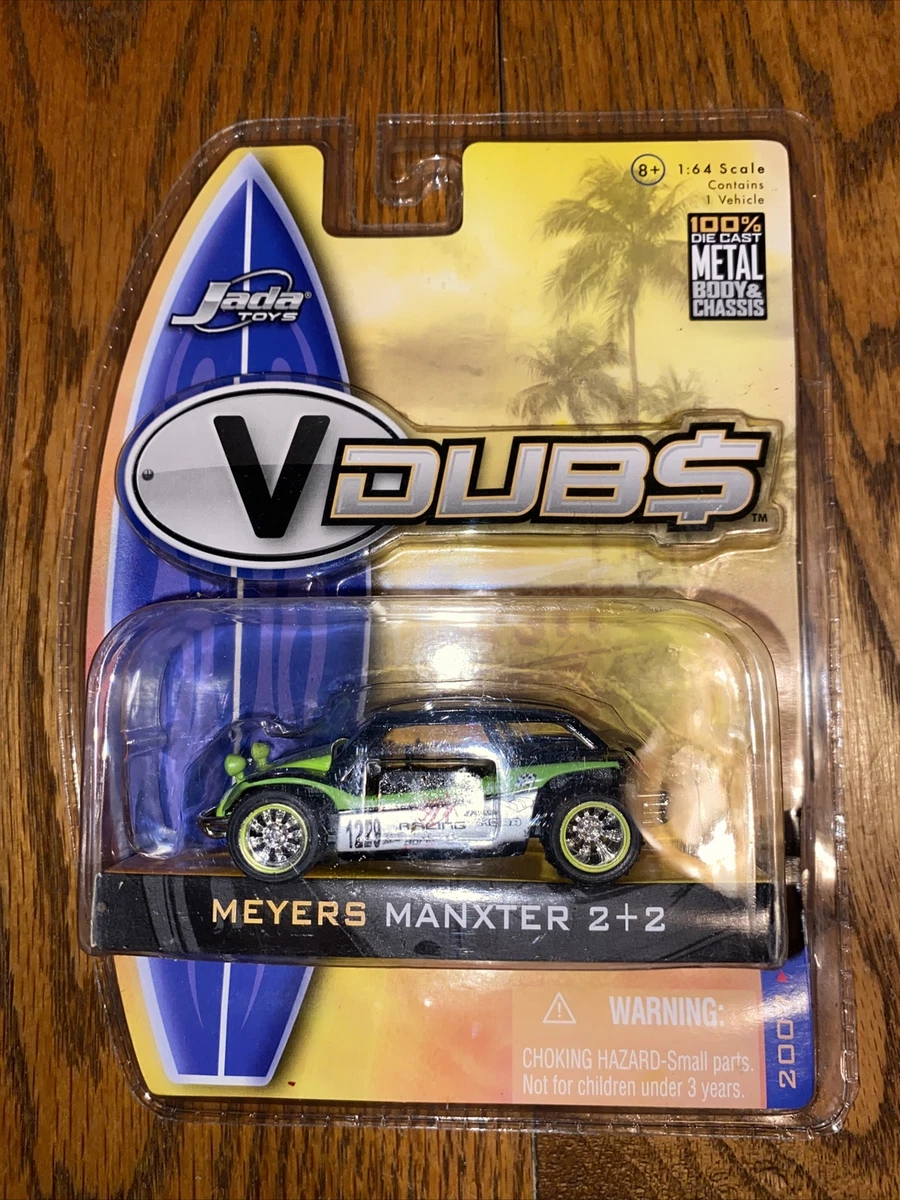 8+ 1:64 Scale
Contains
1 Vehicle
100%
DIE CAST
METAL
BODY&
CHASSIS
Jada®
TOYS
V DUB$™
1229 RACING
MEYERS MANXTER 2+2
WARNING:
CHOKING HAZARD-Small parts.
Not for children under 3 years.